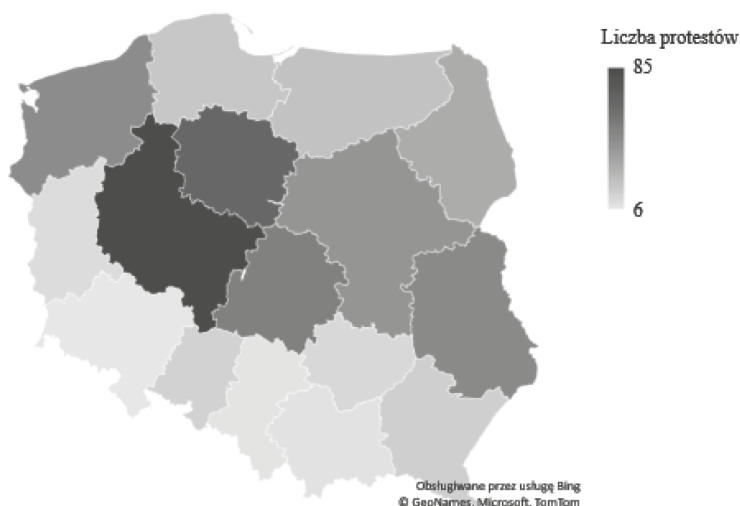 Liczba protestów
85
6
Obsługiwane przez usługę Bing
© GeoNames, Microsoft, TomTom